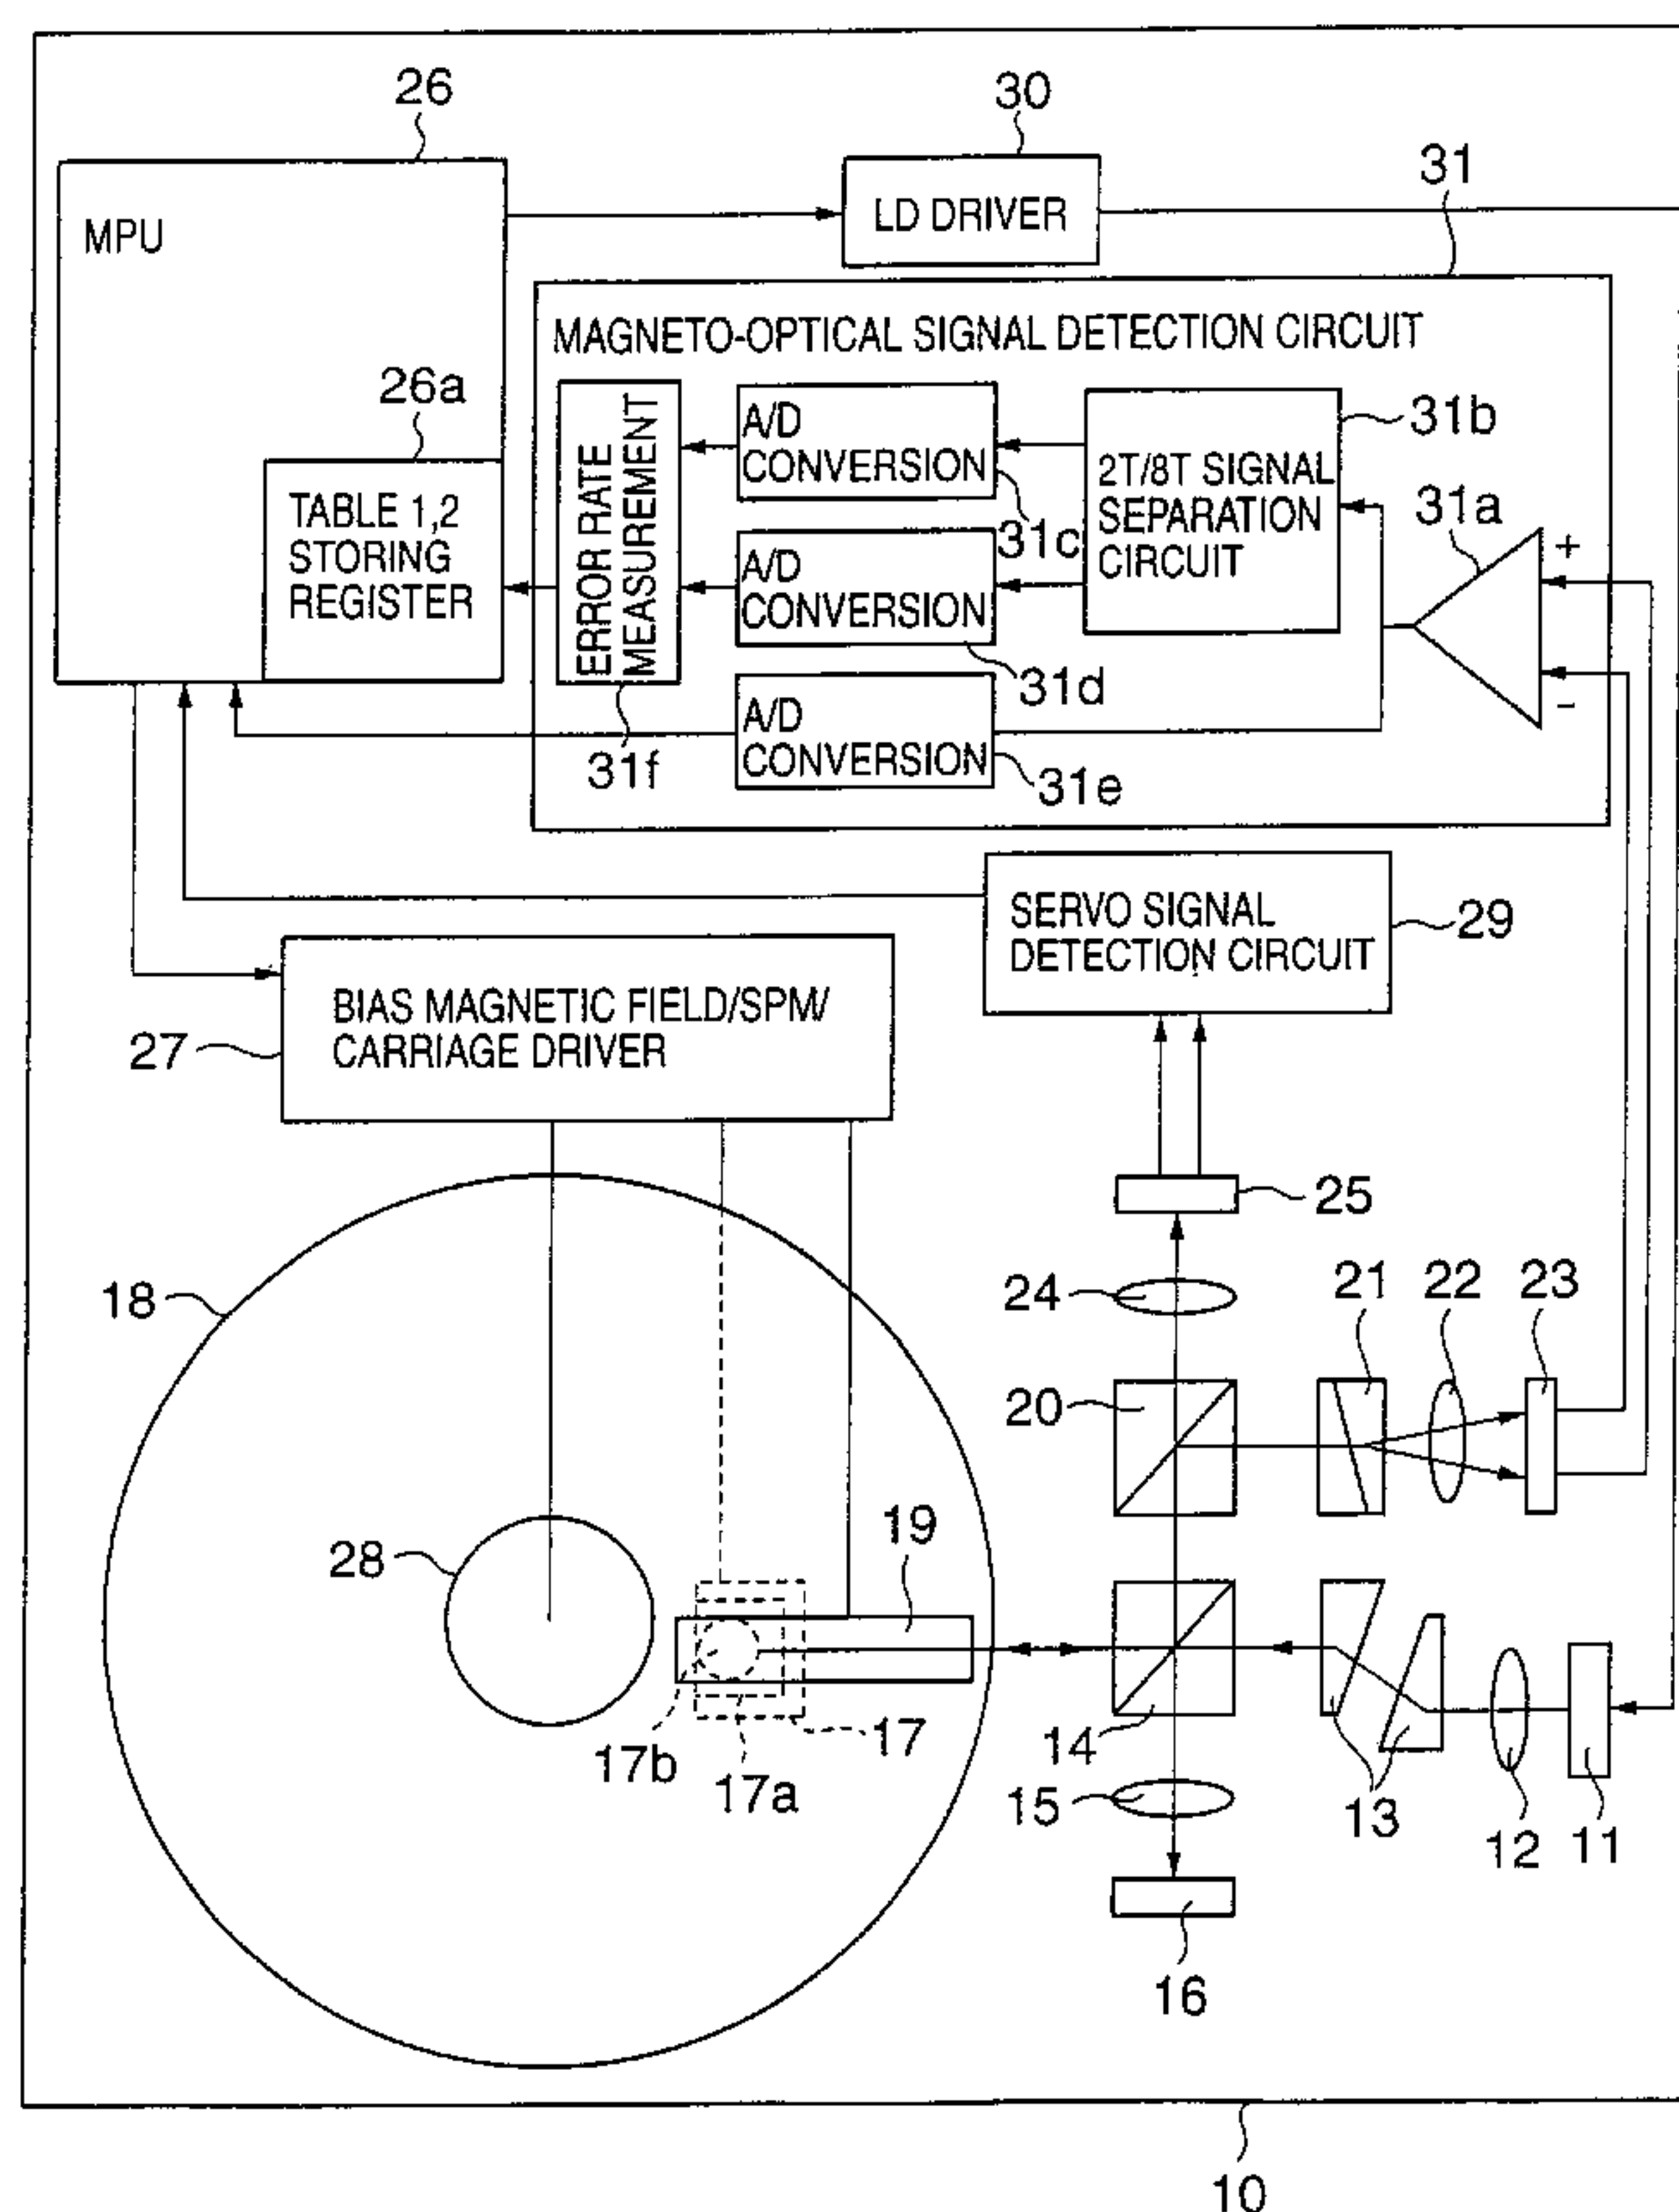 26
30
31
MPU
LD DRIVER
MAGNETO-OPTICAL SIGNAL DETECTION CIRCUIT
26a
TABLE 1,2
STORING
REGISTER
ERROR RATE
MEASUREMENT
A/D
CONVERSION
31c
A/D
CONVERSION
31d
A/D
CONVERSION
31e
31f
2T/8T SIGNAL
SEPARATION
CIRCUIT
31b
31a
+
-
SERVO SIGNAL
DETECTION CIRCUIT
29
BIAS MAGNETIC FIELD/SPM/
CARRIAGE DRIVER
27
25
18
24
21
22
23
20
28
19
17b
17a
17
14
15
13
12
11
16
10